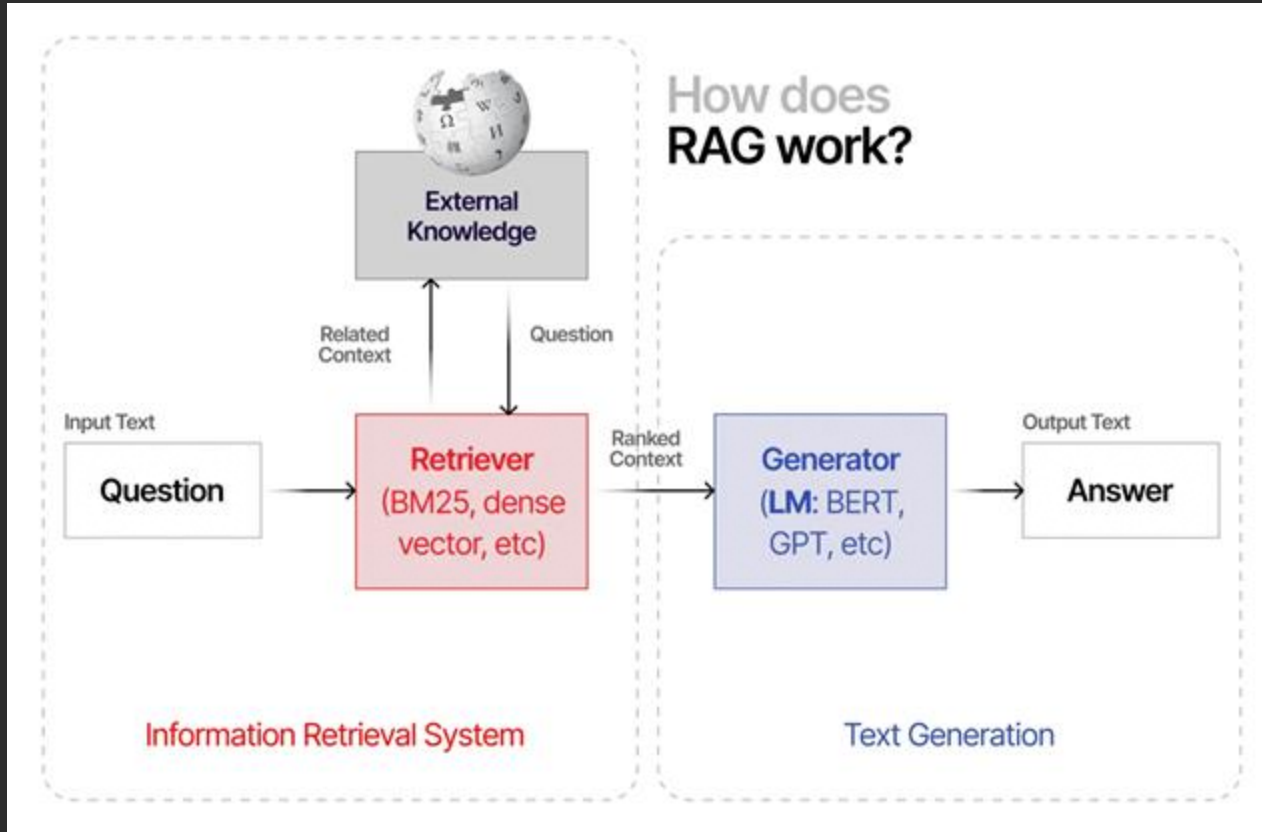 How does
RAG work?
External
Knowledge
Related
Context
Question
Input Text
Question
Retriever
(BM25, dense
vector, etc)
Ranked
Context
Generator
(LM: BERT,
GPT, etc)
Output Text
Answer
Information Retrieval System
Text Generation